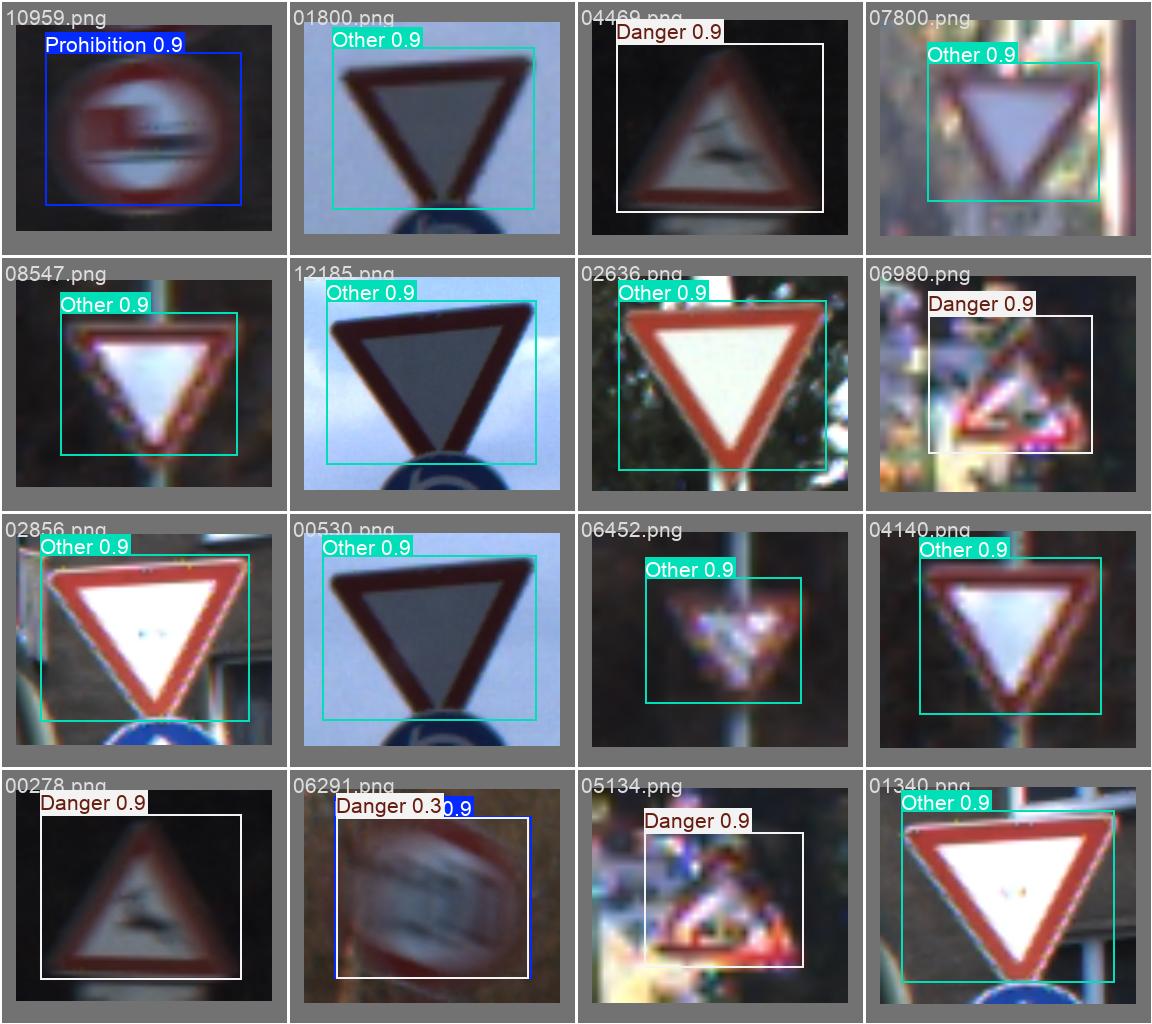 10959.png
Prohibition 0.9
01800.png
Other 0.9
04469.png
Danger 0.9
07800.png
Other 0.9
08547.png
Other 0.9
12185.png
Other 0.9
02636.png
Other 0.9
06980.png
Danger 0.9
02856.png
Other 0.9
00530.png
Other 0.9
06452.png
Other 0.9
04140.png
Other 0.9
00278.png
Danger 0.9
06291.png
Danger 0.3
0.9
05134.png
Danger 0.9
01340.png
Other 0.9